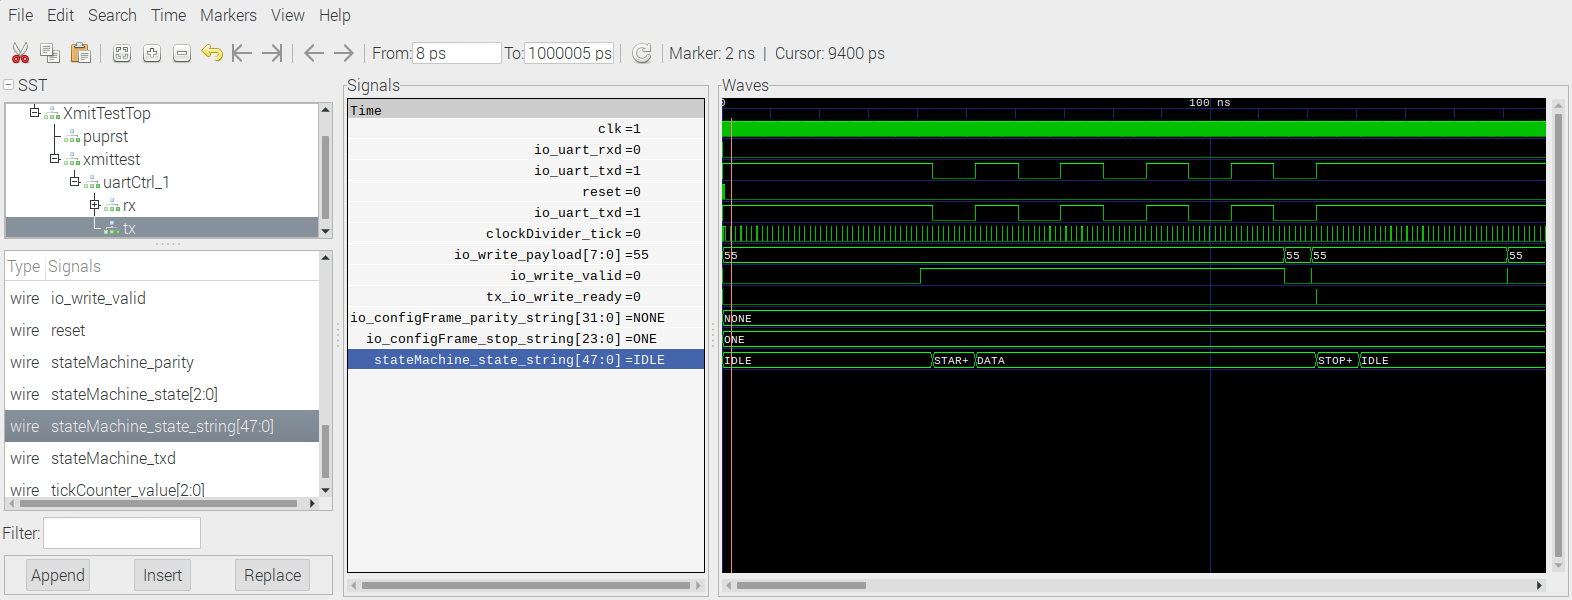 File Edit Search Time Markers View Help
From: 8 ps To: 1000005 ps Marker: 2 ns | Cursor: 9400 ps
SST
XmitTestTop
puprst
xmittest
uartCtrl_1
rx
tx
Type Signals
wire io_write_valid
wire reset
wire stateMachine_parity
wire stateMachine_state[2:0]
wire stateMachine_state_string[47:0]
wire stateMachine_txd
wire tickCounter_value[2:0]
Filter:
Append Insert Replace
Signals
Time
clk =1
io_uart_rxd =0
io_uart_txd =1
reset =0
io_uart_txd =1
clockDivider_tick =0
io_write_payload[7:0] =55
io_write_valid =0
tx_io_write_ready =0
io_configFrame_parity_string[31:0] =NONE
io_configFrame_stop_string[23:0] =ONE
stateMachine_state_string[47:0] =IDLE
Waves
0 100 ns
55 55 55 55
NONE
ONE
IDLE STAR+ DATA STOP+ IDLE